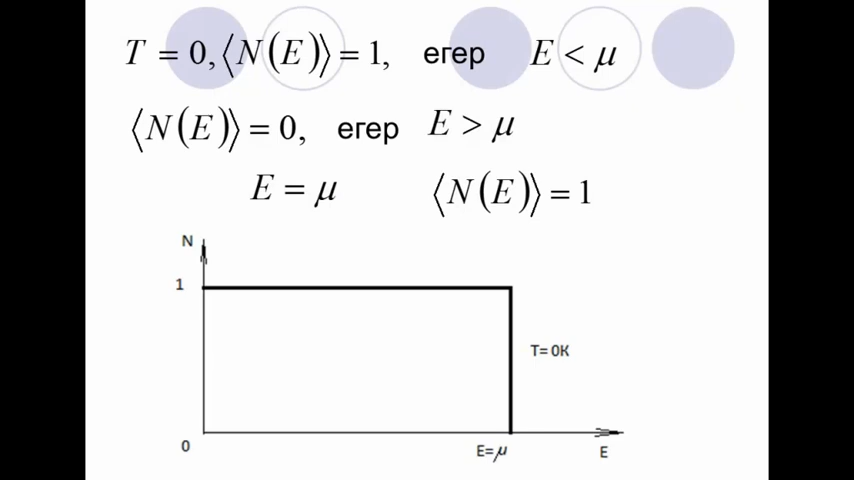 T = 0, ⟨N(E)⟩ = 1, егер E < μ
⟨N(E)⟩ = 0, егер E > μ
E = μ ⟨N(E)⟩ = 1
N
1
T= 0K
0
E=μ
E